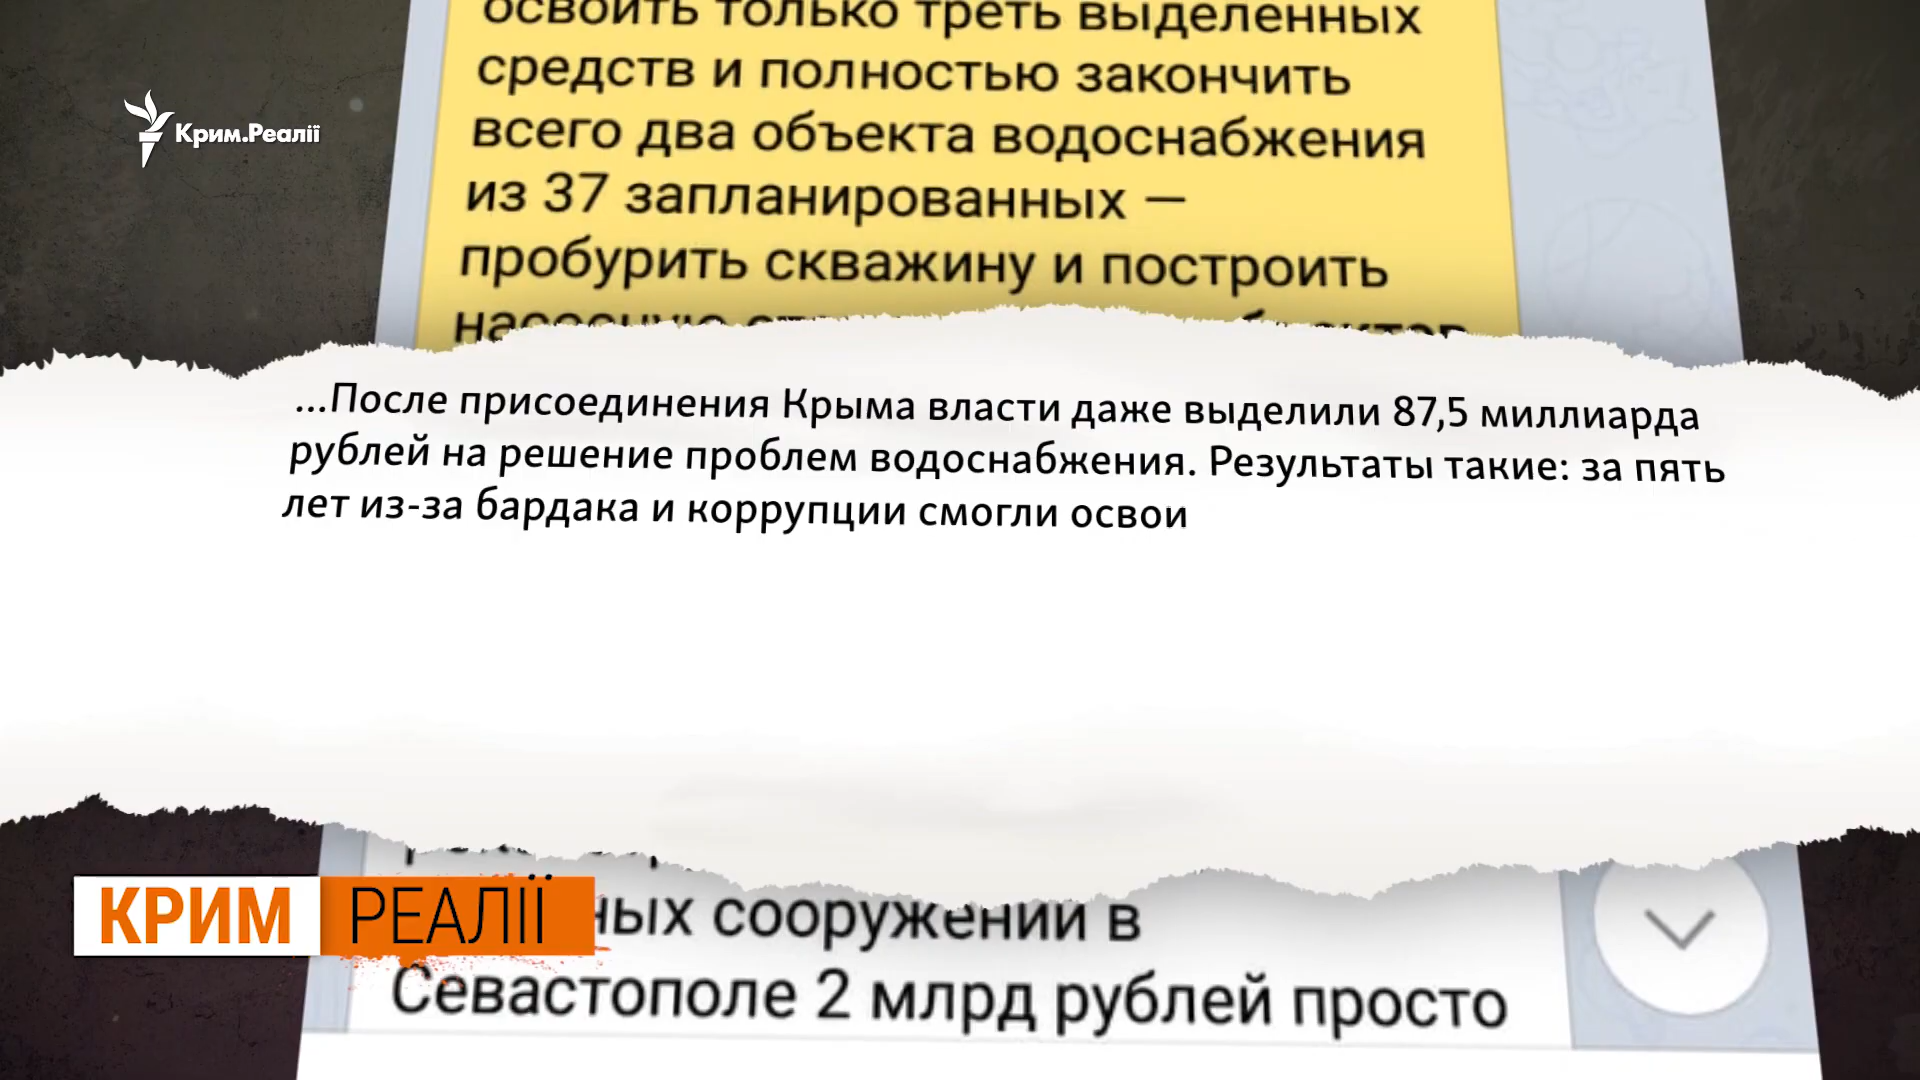 освоить только треть выделенных
средств и полностью закончить
всего два объекта водоснабжения
из 37 запланированных —
пробурить скважину и построить
Крим.Реалії
...После присоединения Крыма власти даже выделили 87,5 миллиарда
рублей на решение проблем водоснабжения. Результаты такие: за пять
лет из-за бардака и коррупции смогли освои
КРИМ РЕАЛІЇ
сооружений в
Севастополе 2 млрд рублей просто